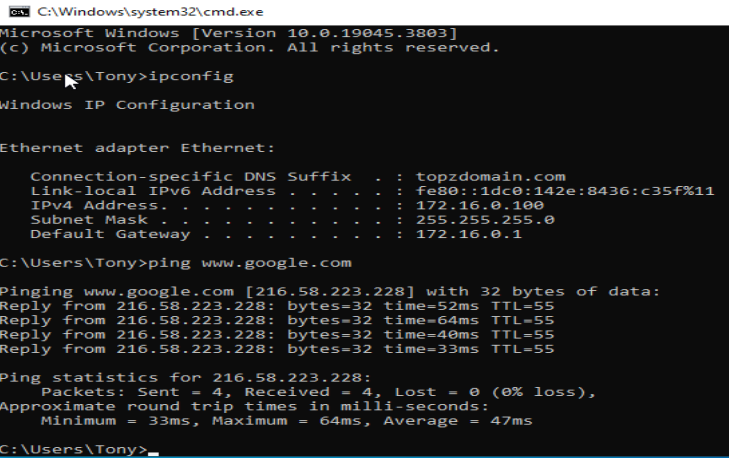 C:\Windows\system32\cmd.exe
Microsoft Windows [Version 10.0.19045.3803]
(c) Microsoft Corporation. All rights reserved.
C:\Users\Tony>ipconfig
Windows IP Configuration
Ethernet adapter Ethernet:
Connection-specific DNS Suffix  . : topzdomain.com
Link-local IPv6 Address . . . . . : fe80::1dc0:142e:8436:c35f%11
IPv4 Address. . . . . . . . . . . : 172.16.0.100
Subnet Mask . . . . . . . . . . . : 255.255.255.0
Default Gateway . . . . . . . . . : 172.16.0.1
C:\Users\Tony>ping www.google.com
Pinging www.google.com [216.58.223.228] with 32 bytes of data:
Reply from 216.58.223.228: bytes=32 time=52ms TTL=55
Reply from 216.58.223.228: bytes=32 time=64ms TTL=55
Reply from 216.58.223.228: bytes=32 time=40ms TTL=55
Reply from 216.58.223.228: bytes=32 time=33ms TTL=55
Ping statistics for 216.58.223.228:
Packets: Sent = 4, Received = 4, Lost = 0 (0% loss),
Approximate round trip times in milli-seconds:
Minimum = 33ms, Maximum = 64ms, Average = 47ms
C:\Users\Tony>